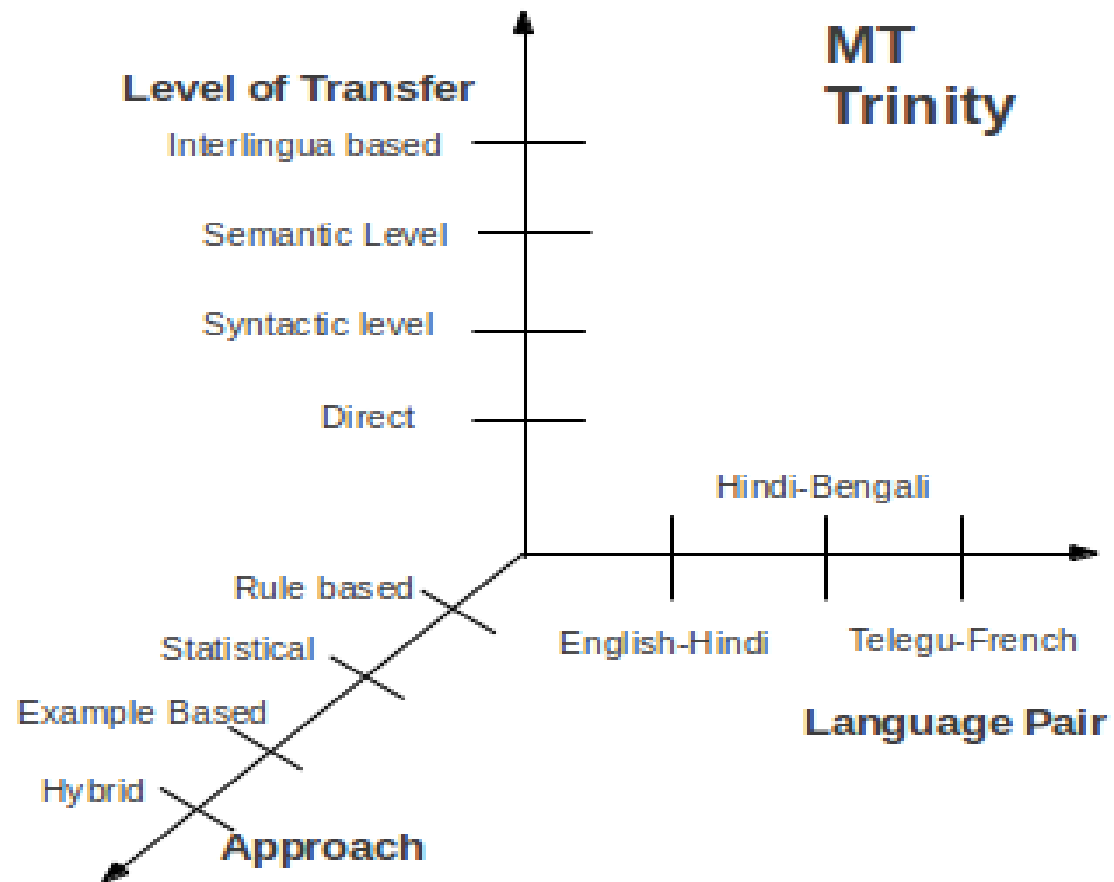 MT
Trinity
Level of Transfer
Interlingua based
Semantic Level
Syntactic level
Direct
Hindi-Bengali
English-Hindi
Telegu-French
Language Pair
Rule based
Statistical
Example Based
Hybrid
Approach